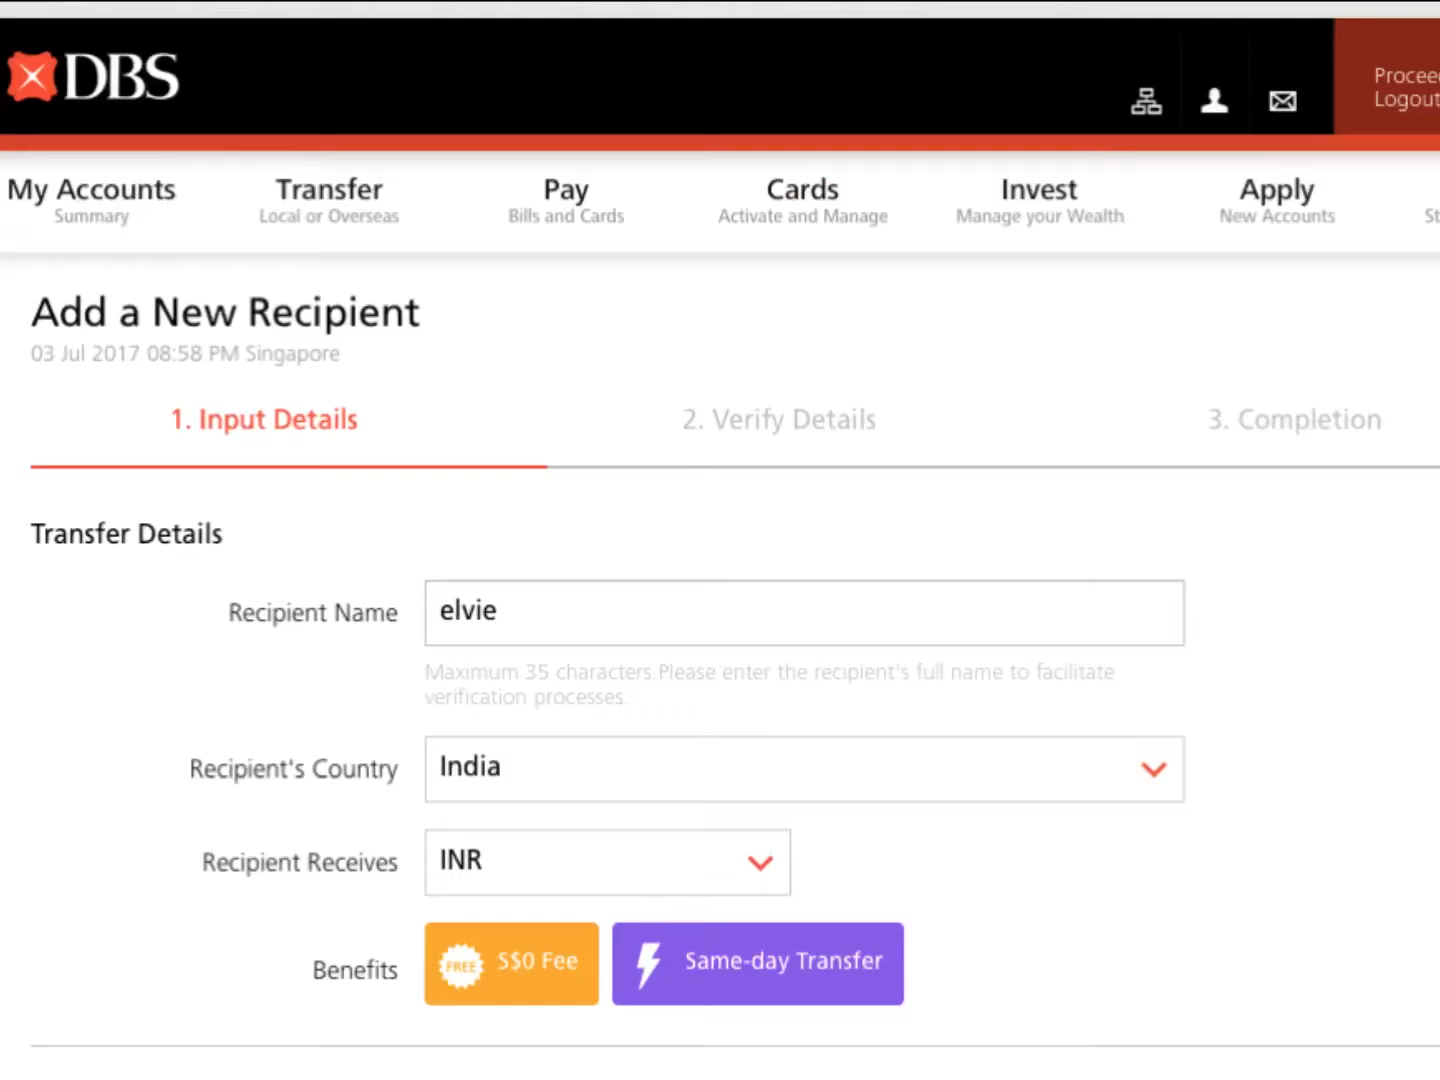 DBS
Proceed
Logout
My Accounts
Summary
Transfer
Local or Overseas
Pay
Bills and Cards
Cards
Activate and Manage
Invest
Manage your Wealth
Apply
New Accounts
Add a New Recipient
03 Jul 2017 08:58 PM Singapore
1. Input Details
2. Verify Details
3. Completion
Transfer Details
Recipient Name
elvie
Maximum 35 characters.Please enter the recipient's full name to facilitate
verification processes.
Recipient's Country
India
Recipient Receives
INR
Benefits
FREE
S$0 Fee
Same-day Transfer